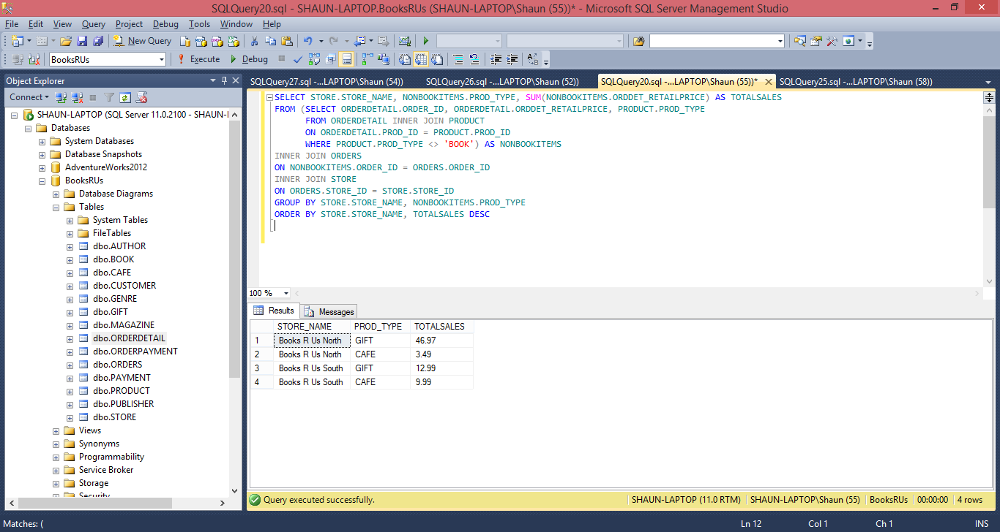 SQLQuery20.sql - SHAUN-LAPTOP.BooksRUs (SHAUN-LAPTOP\Shaun (55))* - Microsoft SQL Server Management Studio
File Edit View Query Project Debug Tools Window Help
New Query
BooksRUs Execute Debug
Object Explorer
Connect
SHAUN-LAPTOP (SQL Server 11.0.2100 - SHAUN-L
Databases
System Databases
Database Snapshots
AdventureWorks2012
BooksRUs
Database Diagrams
Tables
System Tables
FileTables
dbo.AUTHOR
dbo.BOOK
dbo.CAFE
dbo.CUSTOMER
dbo.GENRE
dbo.GIFT
dbo.MAGAZINE
dbo.ORDERDETAIL
dbo.ORDERPAYMENT
dbo.ORDERS
dbo.PAYMENT
dbo.PRODUCT
dbo.PUBLISHER
dbo.STORE
Views
Synonyms
Programmability
Service Broker
Storage
Security
SQLQuery27.sql -...LAPTOP\Shaun (54)) SQLQuery26.sql -...LAPTOP\Shaun (52)) SQLQuery20.sql -...LAPTOP\Shaun (55))* SQLQuery25.sql -...LAPTOP\Shaun (58))
SELECT STORE.STORE_NAME, NONBOOKITEMS.PROD_TYPE, SUM(NONBOOKITEMS.ORDDET_RETAILPRICE) AS TOTALSALES
FROM (SELECT ORDERDETAIL.ORDER_ID, ORDERDETAIL.ORDDET_RETAILPRICE, PRODUCT.PROD_TYPE
FROM ORDERDETAIL INNER JOIN PRODUCT
ON ORDERDETAIL.PROD_ID = PRODUCT.PROD_ID
WHERE PRODUCT.PROD_TYPE <> 'BOOK') AS NONBOOKITEMS
INNER JOIN ORDERS
ON NONBOOKITEMS.ORDER_ID = ORDERS.ORDER_ID
INNER JOIN STORE
ON ORDERS.STORE_ID = STORE.STORE_ID
GROUP BY STORE.STORE_NAME, NONBOOKITEMS.PROD_TYPE
ORDER BY STORE.STORE_NAME, TOTALSALES DESC
100 %
Results Messages
STORE_NAME PROD_TYPE TOTALSALES
1 Books R Us North GIFT 46.97
2 Books R Us North CAFE 3.49
3 Books R Us South GIFT 12.99
4 Books R Us South CAFE 9.99
Query executed successfully. SHAUN-LAPTOP (11.0 RTM) SHAUN-LAPTOP\Shaun (55) BooksRUs 00:00:00 4 rows
Matches: ( Ln 12 Col 1 Ch 1 INS